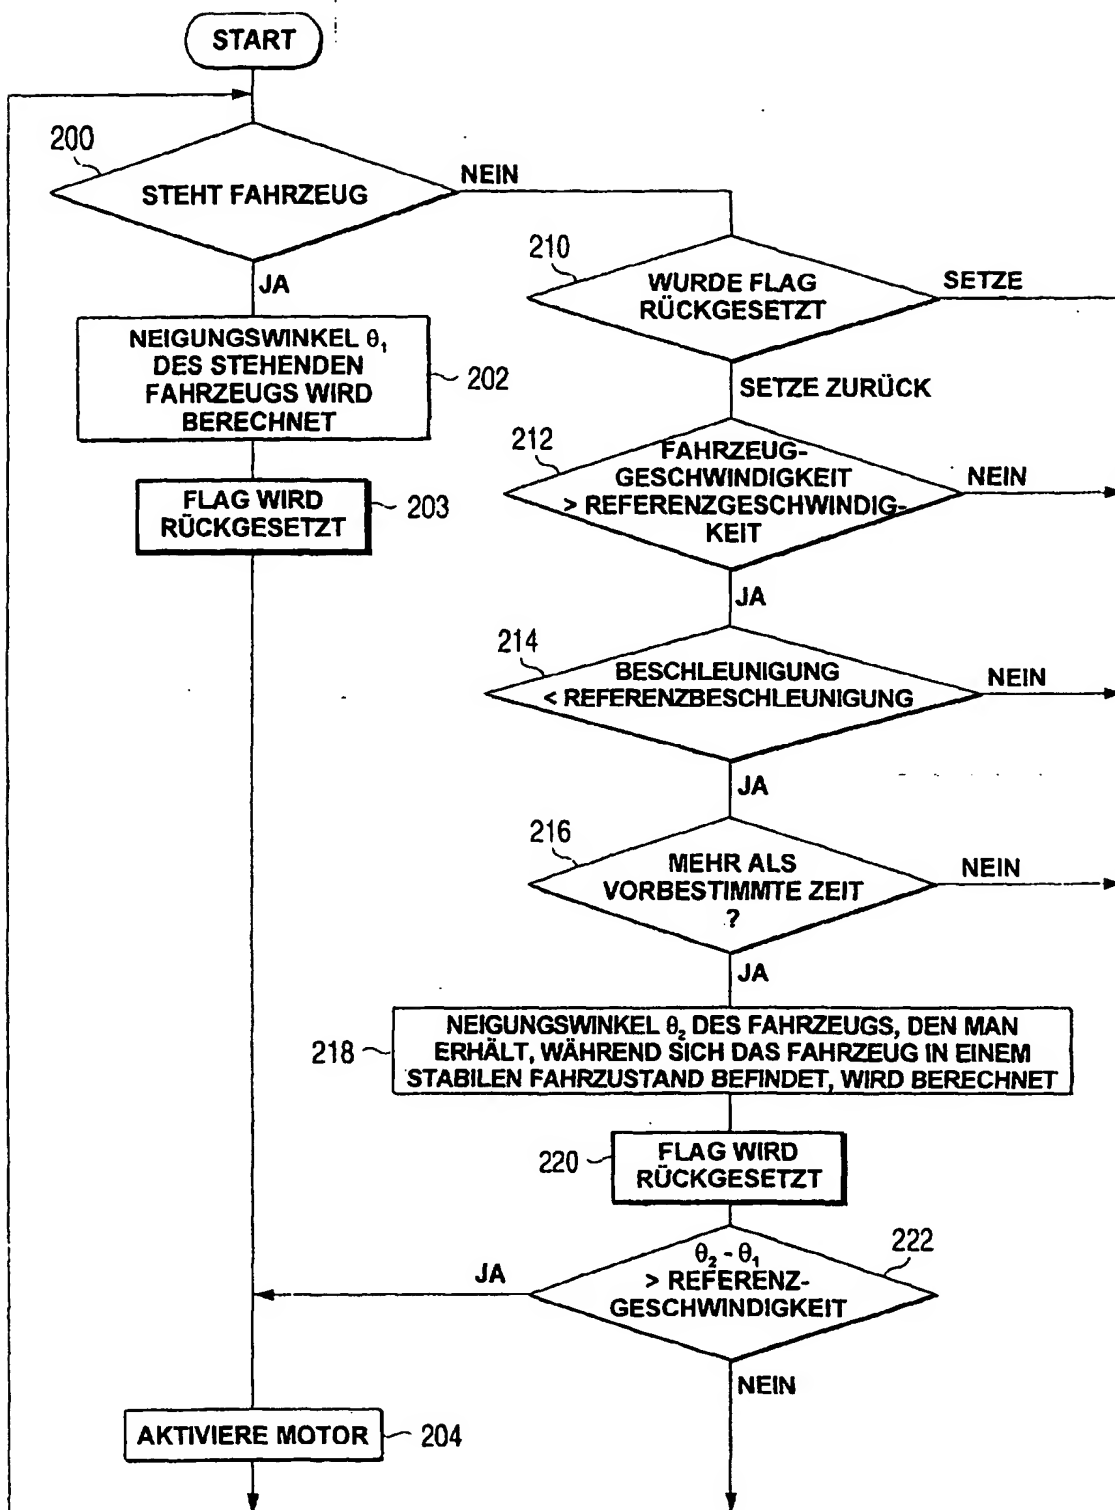 START
200
STEHT FAHRZEUG
NEIN
JA
NEIGUNGSWINKEL θ₁
DES STEHENDEN
FAHRZEUGS WIRD
BERECHNET
202
FLAG WIRD
RÜCKGESETZT
203
210
WURDE FLAG
RÜCKGESETZT
SETZE
SETZE ZURÜCK
212
FAHRZEUG-
GESCHWINDIGKEIT
> REFERENZGESCHWINDIG-
KEIT
NEIN
JA
214
BESCHLEUNIGUNG
< REFERENZBESCHLEUNIGUNG
NEIN
JA
216
MEHR ALS
VORBESTIMMTE ZEIT
?
NEIN
JA
218
NEIGUNGSWINKEL θ₂ DES FAHRZEUGS, DEN MAN
ERHÄLT, WÄHREND SICH DAS FAHRZEUG IN EINEM
STABILEN FAHRZUSTAND BEFINDET, WIRD BERECHNET
220
FLAG WIRD
RÜCKGESETZT
222
θ₂ - θ₁
> REFERENZ-
GESCHWINDIGKEIT
JA
NEIN
AKTIVIERE MOTOR
204